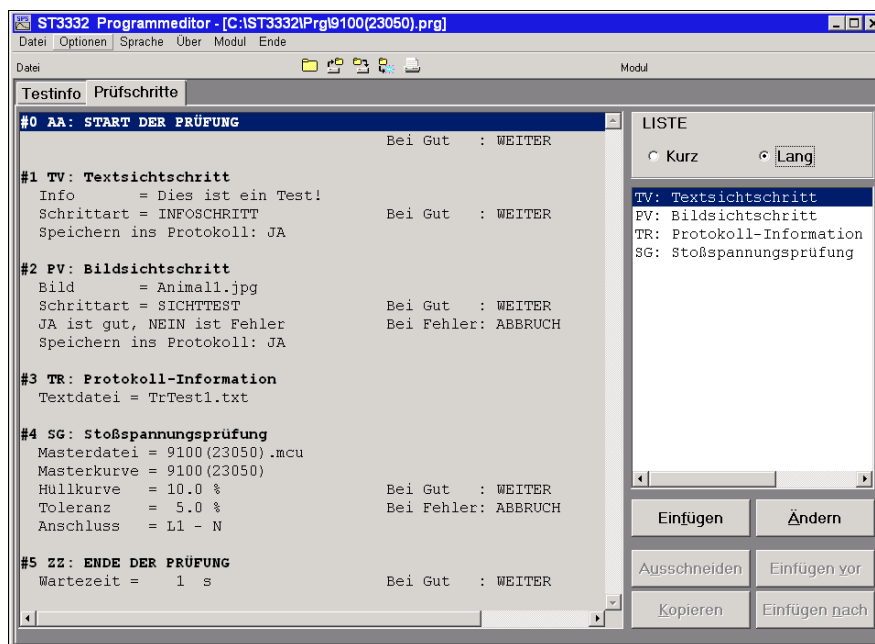 ST3332 Programmeditor - [C:\ST3332\Prg\9100(23050).prg]
Datei Optionen Sprache Über Modul Ende
Datei Modul
Testinfo Prüfschritte
#0 AA: START DER PRÜFUNG
Bei Gut : WEITER
#1 TV: Textsichtschritt
Info = Dies ist ein Test!
Schrittart = INFOSCHRITT Bei Gut : WEITER
Speichern ins Protokoll: JA
#2 PV: Bildsichtschritt
Bild = Animal1.jpg
Schrittart = SICHTTEST Bei Gut : WEITER
JA ist gut, NEIN ist Fehler Bei Fehler: ABBRUCH
Speichern ins Protokoll: JA
#3 TR: Protokoll-Information
Textdatei = TrTest1.txt
#4 SG: Stoßspannungsprüfung
Masterdatei = 9100(23050).mcu
Masterkurve = 9100(23050)
Hüllkurve = 10.0 % Bei Gut : WEITER
Toleranz = 5.0 % Bei Fehler: ABBRUCH
Anschluss = L1 - N
#5 ZZ: ENDE DER PRÜFUNG
Wartezeit = 1 s Bei Gut : WEITER
LISTE
Kurz Lang
TV: Textsichtschritt
PV: Bildsichtschritt
TR: Protokoll-Information
SG: Stoßspannungsprüfung
Einfügen Ändern
Ausschneiden Einfügen vor
Kopieren Einfügen nach